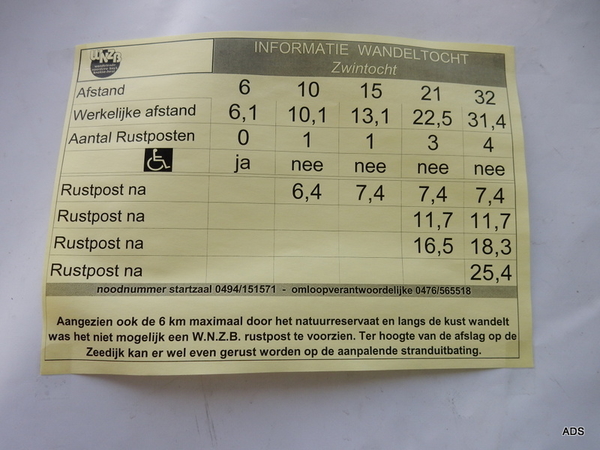 W.N.Z.B
INFORMATIE WANDELTOCHT
Zwintocht
Afstand 6 10 15 21 32
Werkelijke afstand 6,1 10,1 13,1 22,5 31,4
Aantal Rustposten 0 1 1 3 4
ja nee nee nee nee
Rustpost na 6,4 7,4 7,4 7,4
Rustpost na 11,7 11,7
Rustpost na 16,5 18,3
Rustpost na 25,4
noodnummer startzaal 0494/151571 - omloopverantwoordelijke 0476/565518
Aangezien ook de 6 km maximaal door het natuurreservaat en langs de kust wandelt
was het niet mogelijk een W.N.Z.B. rustpost te voorzien. Ter hoogte van de afslag op de
Zeedijk kan er wel even gerust worden op de aanpalende stranduitbating.
ADS